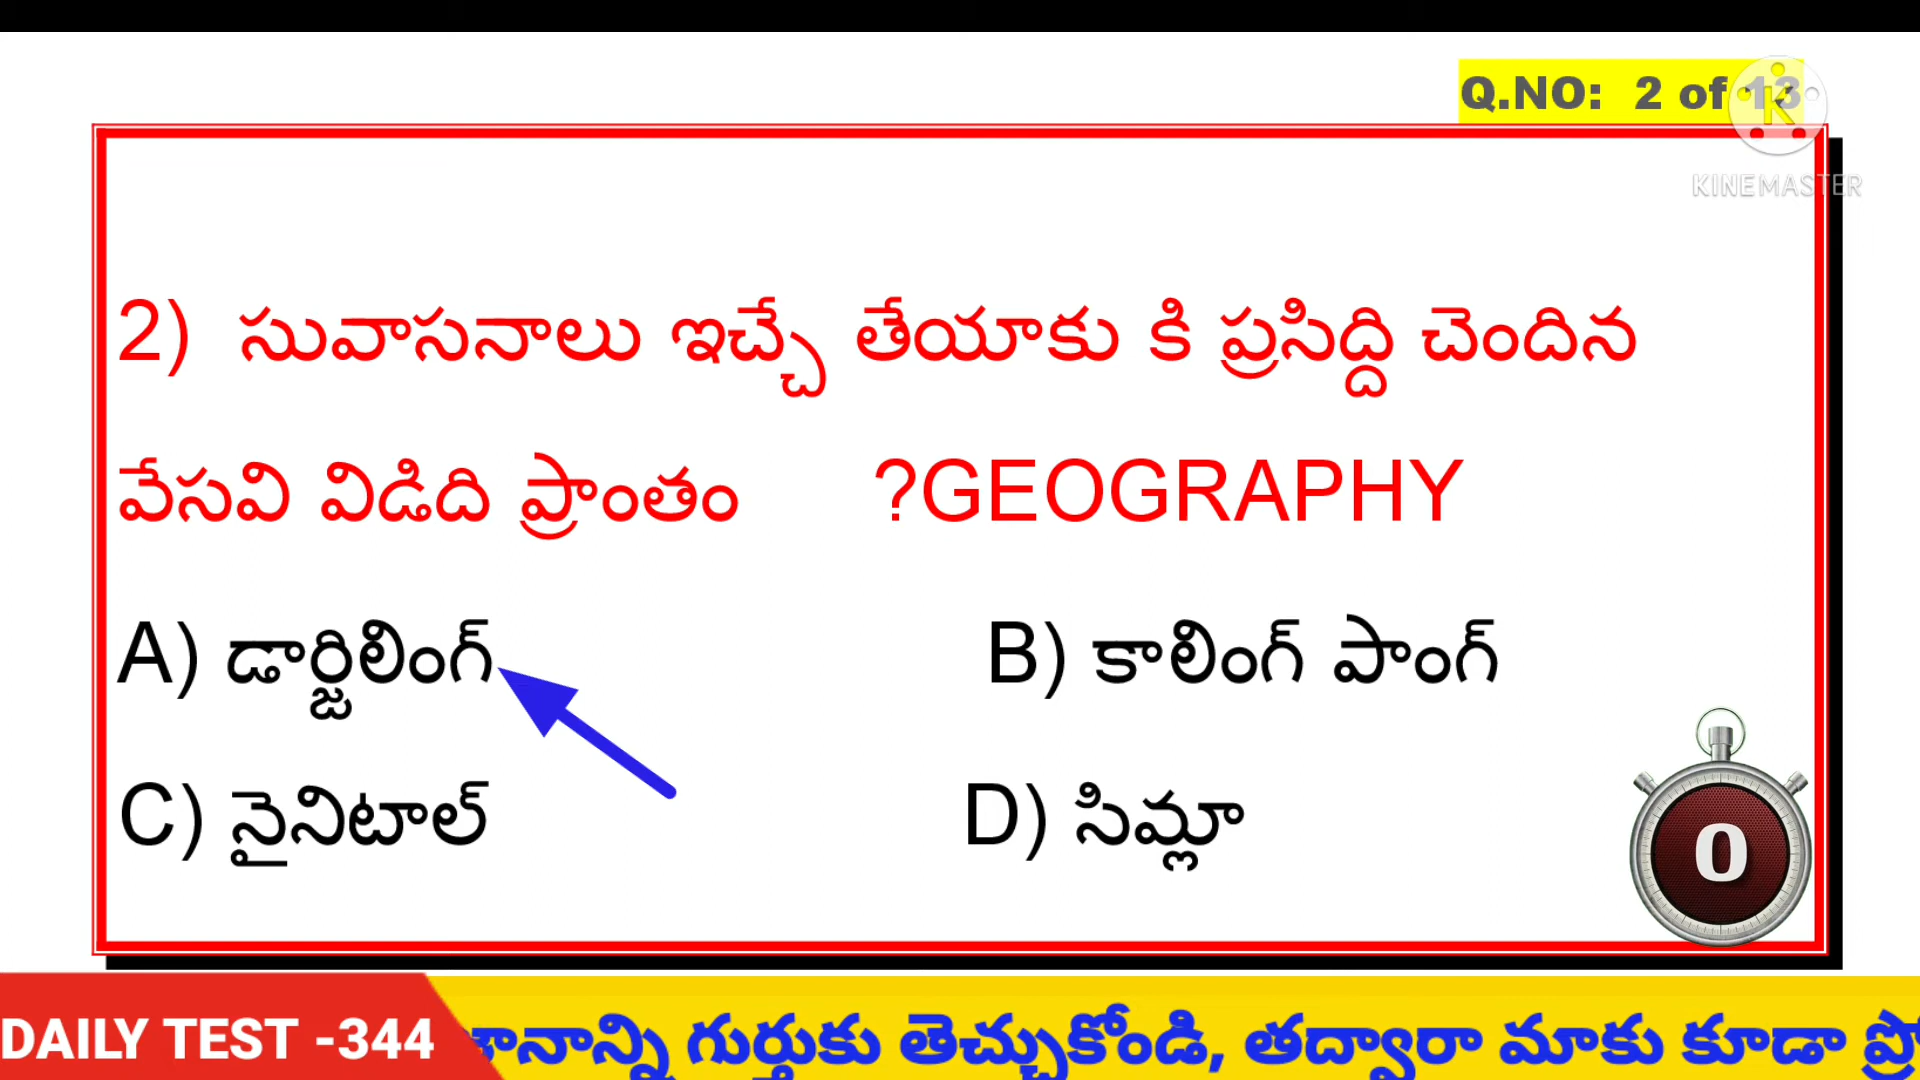 Q.NO: 2 of 13
KINEMASTER
2) సువాసనాలు ఇచ్చే తేయాకు కి ప్రసిద్ది చెందిన
వేసవి విడిది ప్రాంతం ?GEOGRAPHY
A) డార్జిలింగ్ B) కాలింగ్ పాంగ్
C) నైనిటాల్ D) సిమ్లా
0
DAILY TEST -344 గుర్తుకు తెచ్చుకోండి, తద్వారా మాకు కూడా